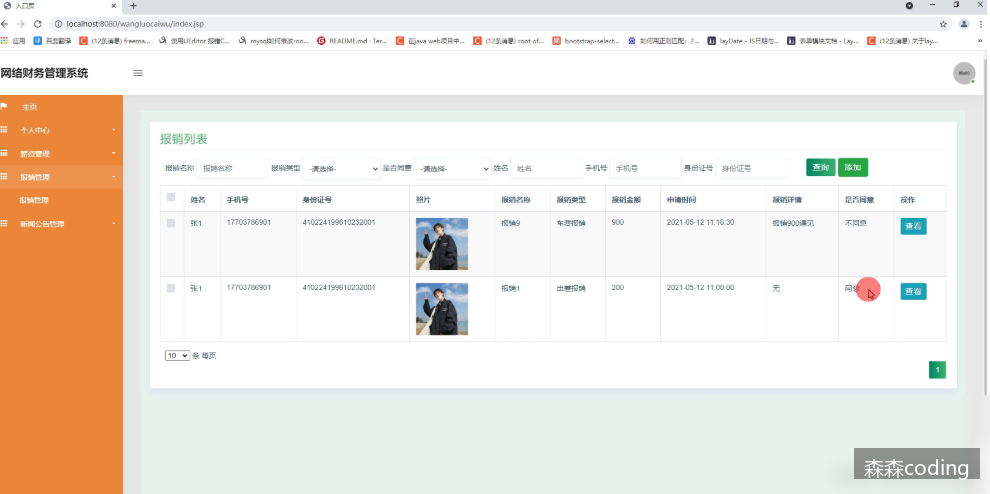 入口页
localhost:8080/wangluocaiwu/index.jsp
应用 百度翻译 (12条消息) freema... 使用UEditor 报错C... mysql如何修改roo... README.md · Ter... 在java web项目中... (12条消息) root of... bootstrap-select... 如何用正则匹配：2... layDate - JS日期与... 表单模块文档 - Lay... (12条消息) 关于lay...
网络财务管理系统
主页
个人中心
薪资管理
报销管理
报销管理
新闻公告管理
报销列表
报销名称 报销名称 报销类型 -请选择- 是否同意 -请选择- 姓名 姓名 手机号 手机号 身份证号 身份证号 查询 添加
姓名 手机号 身份证号 照片 报销名称 报销类型 报销金额 申请时间 报销详情 是否同意 操作
张1 17703786901 410224199610232001 报销9 车差报销 900 2021-05-12 11:16:30 报销900速见 不同意 查看
张1 17703786901 410224199610232001 报销1 出差报销 200 2021-05-12 11:00:00 无 同意 查看
10 条 每页
1
森森coding